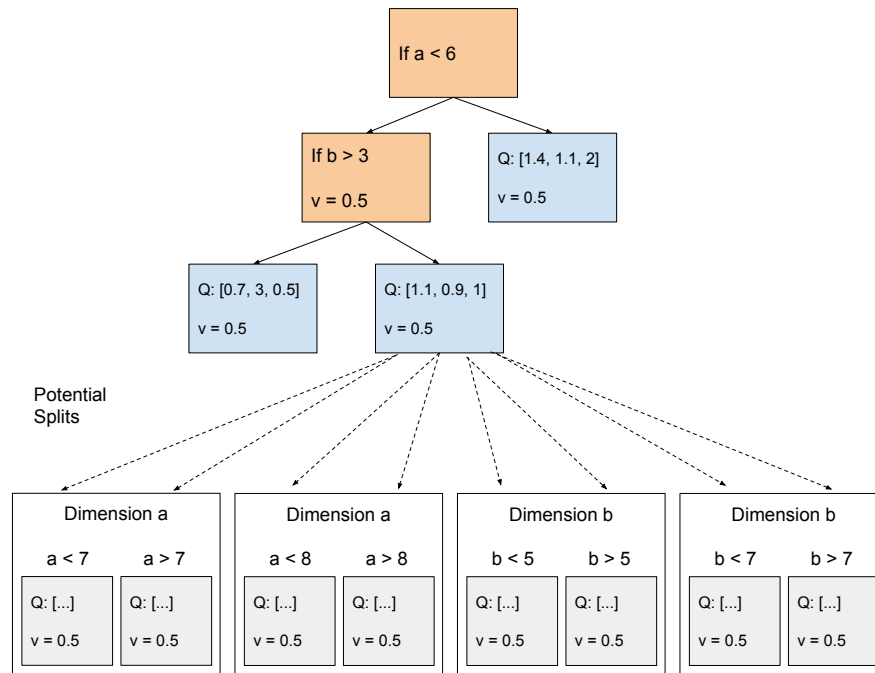 If a < 6
If b > 3
v = 0.5
Q: [1.4, 1.1, 2]
v = 0.5
Q: [0.7, 3, 0.5]
v = 0.5
Q: [1.1, 0.9, 1]
v = 0.5
Potential
Splits
Dimension a
a < 7
a > 7
Q: [...]
v = 0.5
Q: [...]
v = 0.5
Dimension a
a < 8
a > 8
Q: [...]
v = 0.5
Q: [...]
v = 0.5
Dimension b
b < 5
b > 5
Q: [...]
v = 0.5
Q: [...]
v = 0.5
Dimension b
b < 7
b > 7
Q: [...]
v = 0.5
Q: [...]
v = 0.5